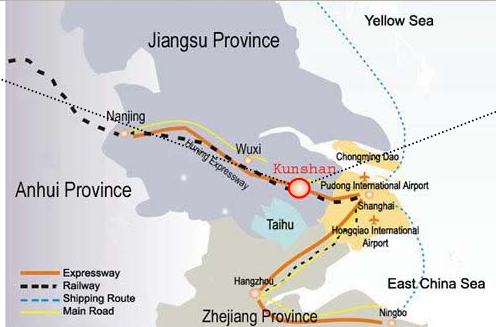 Yellow Sea
Jiangsu Province
Nanjing
Wuxi
Huning Expressway
Kunshan
Chongming Dao
Pudong International Airport
Anhui Province
Shanghai
Taihu
Hongqiao International
Airport
Expressway
Railway
Shipping Route
Main Road
Hangzhou
East China Sea
Zhejiang Province
Ningbo